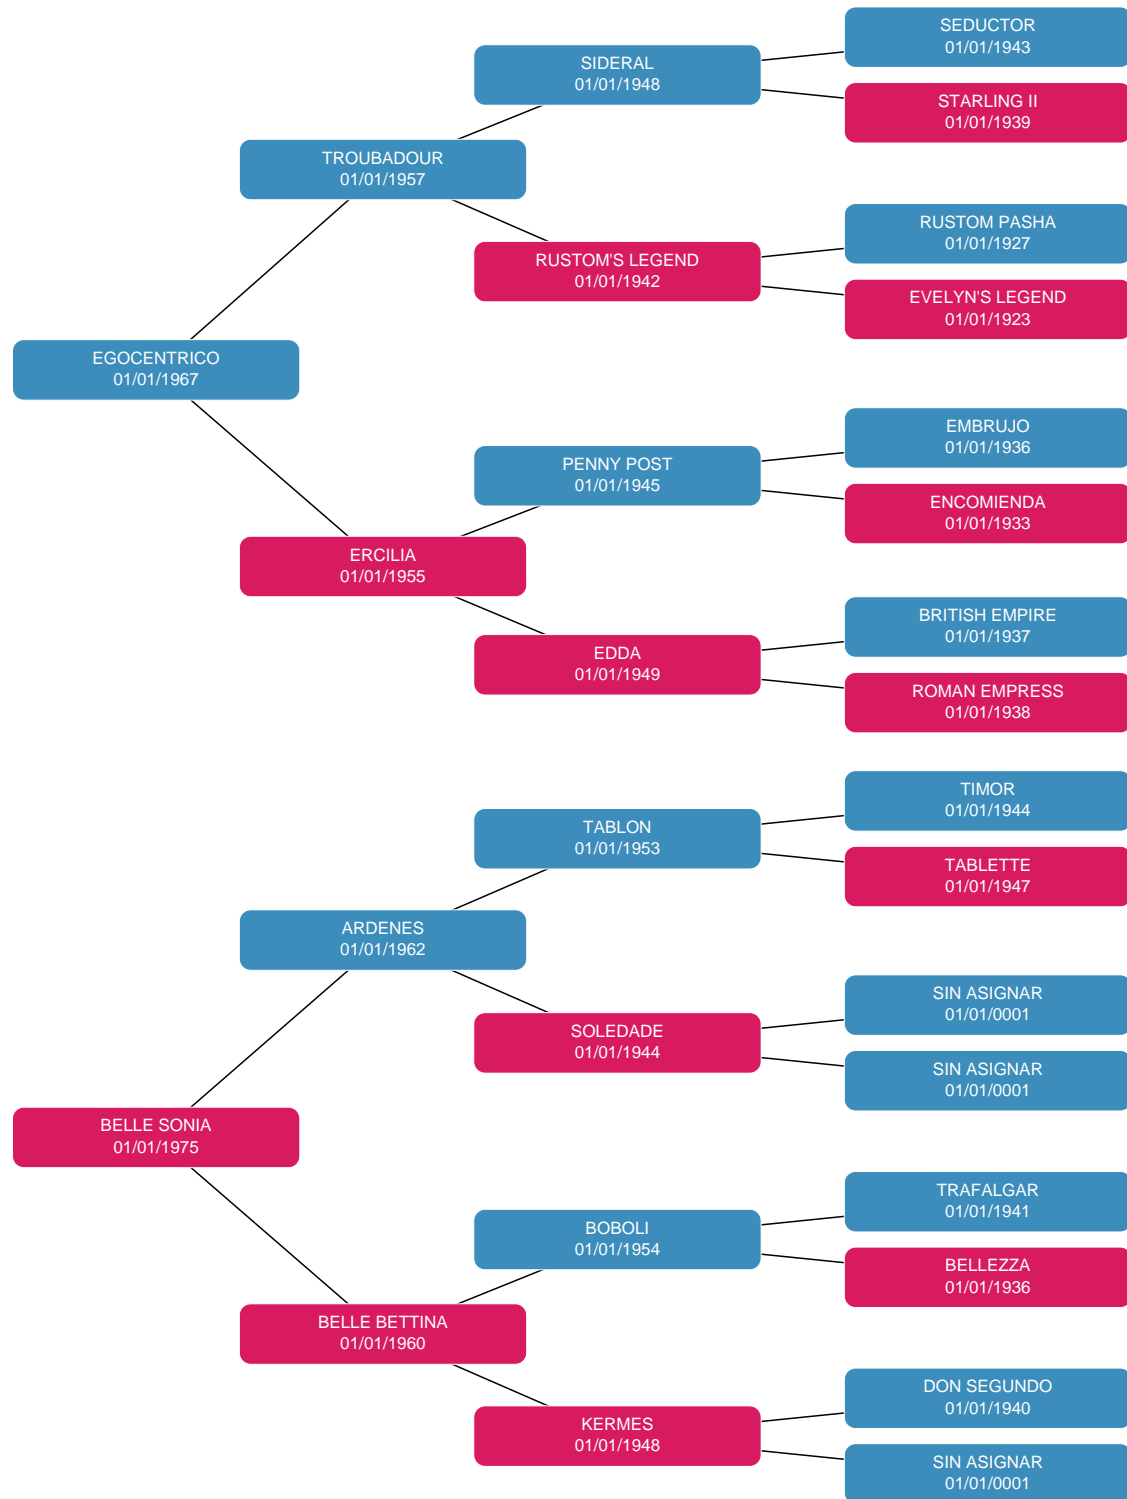 SEDUCTOR
01/01/1943
SIDERAL
01/01/1948
STARLING II
01/01/1939
TROUBADOUR
01/01/1957
RUSTOM PASHA
01/01/1927
RUSTOM'S LEGEND
01/01/1942
EVELYN'S LEGEND
01/01/1923
EGOCENTRICO
01/01/1967
EMBRUJO
01/01/1936
PENNY POST
01/01/1945
ENCOMIENDA
01/01/1933
ERCILIA
01/01/1955
BRITISH EMPIRE
01/01/1937
EDDA
01/01/1949
ROMAN EMPRESS
01/01/1938
TIMOR
01/01/1944
TABLON
01/01/1953
TABLETTE
01/01/1947
ARDENES
01/01/1962
SIN ASIGNAR
01/01/0001
SOLEDADE
01/01/1944
SIN ASIGNAR
01/01/0001
BELLE SONIA
01/01/1975
TRAFALGAR
01/01/1941
BOBOLI
01/01/1954
BELLEZZA
01/01/1936
BELLE BETTINA
01/01/1960
DON SEGUNDO
01/01/1940
KERMES
01/01/1948
SIN ASIGNAR
01/01/0001